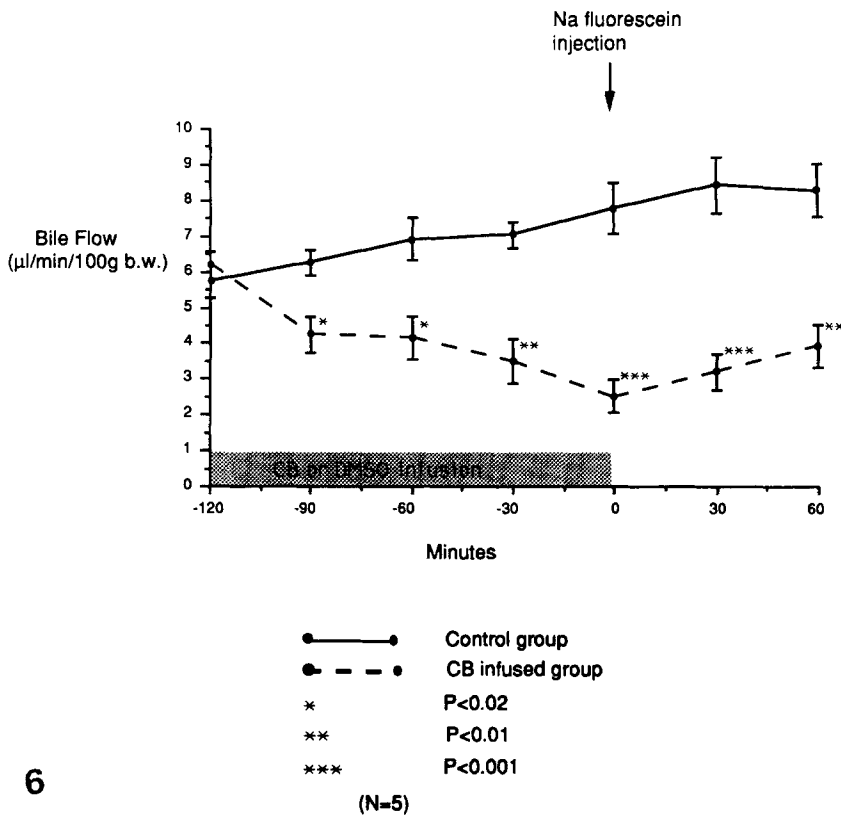 Na fluorescein
injection
10
9
8
7
6
5
4
3
2
1
0
Bile Flow
(µl/min/100g b.w.)
*
*
**
***
***
**
CB or DMSO Infusion
-120
-90
-60
-30
0
30
60
Minutes
Control group
CB infused group
* P<0.02
** P<0.01
*** P<0.001
(N=5)
6